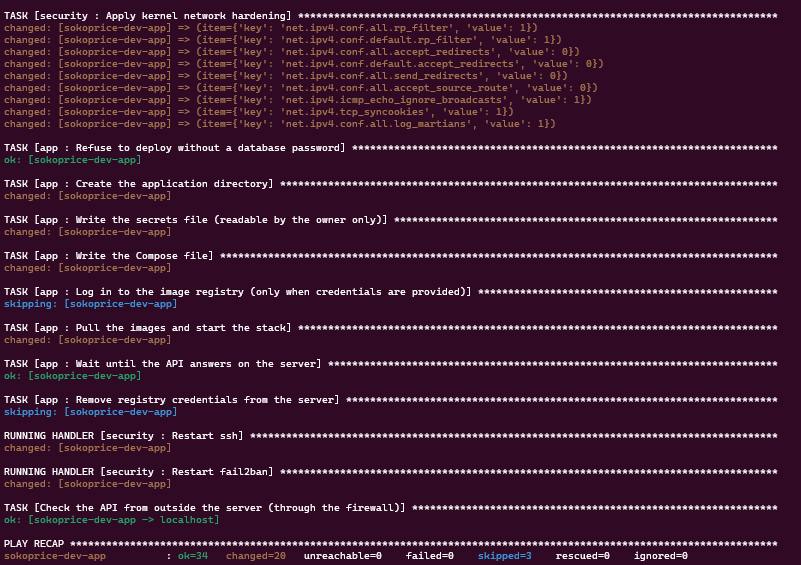 TASK [security : Apply kernel network hardening] ********************************************************************************
changed: [sokoprice-dev-app] => (item={'key': 'net.ipv4.conf.all.rp_filter', 'value': 1})
changed: [sokoprice-dev-app] => (item={'key': 'net.ipv4.conf.default.rp_filter', 'value': 1})
changed: [sokoprice-dev-app] => (item={'key': 'net.ipv4.conf.all.accept_redirects', 'value': 0})
changed: [sokoprice-dev-app] => (item={'key': 'net.ipv4.conf.default.accept_redirects', 'value': 0})
changed: [sokoprice-dev-app] => (item={'key': 'net.ipv4.conf.all.send_redirects', 'value': 0})
changed: [sokoprice-dev-app] => (item={'key': 'net.ipv4.conf.all.accept_source_route', 'value': 0})
changed: [sokoprice-dev-app] => (item={'key': 'net.ipv4.icmp_echo_ignore_broadcasts', 'value': 1})
changed: [sokoprice-dev-app] => (item={'key': 'net.ipv4.tcp_syncookies', 'value': 1})
changed: [sokoprice-dev-app] => (item={'key': 'net.ipv4.conf.all.log_martians', 'value': 1})
TASK [app : Refuse to deploy without a database password] ***********************************************************************
ok: [sokoprice-dev-app]
TASK [app : Create the application directory] ***********************************************************************************
changed: [sokoprice-dev-app]
TASK [app : Write the secrets file (readable by the owner only)] ****************************************************************
changed: [sokoprice-dev-app]
TASK [app : Write the Compose file] *********************************************************************************************
changed: [sokoprice-dev-app]
TASK [app : Log in to the image registry (only when credentials are provided)] **************************************************
skipping: [sokoprice-dev-app]
TASK [app : Pull the images and start the stack] ********************************************************************************
changed: [sokoprice-dev-app]
TASK [app : Wait until the API answers on the server] ***************************************************************************
ok: [sokoprice-dev-app]
TASK [app : Remove registry credentials from the server] ************************************************************************
skipping: [sokoprice-dev-app]
RUNNING HANDLER [security : Restart ssh] ****************************************************************************************
changed: [sokoprice-dev-app]
RUNNING HANDLER [security : Restart fail2ban] ***********************************************************************************
changed: [sokoprice-dev-app]
TASK [Check the API from outside the server (through the firewall)] *************************************************************
ok: [sokoprice-dev-app -> localhost]
PLAY RECAP **********************************************************************************************************************
sokoprice-dev-app          : ok=34   changed=20   unreachable=0    failed=0    skipped=3    rescued=0    ignored=0